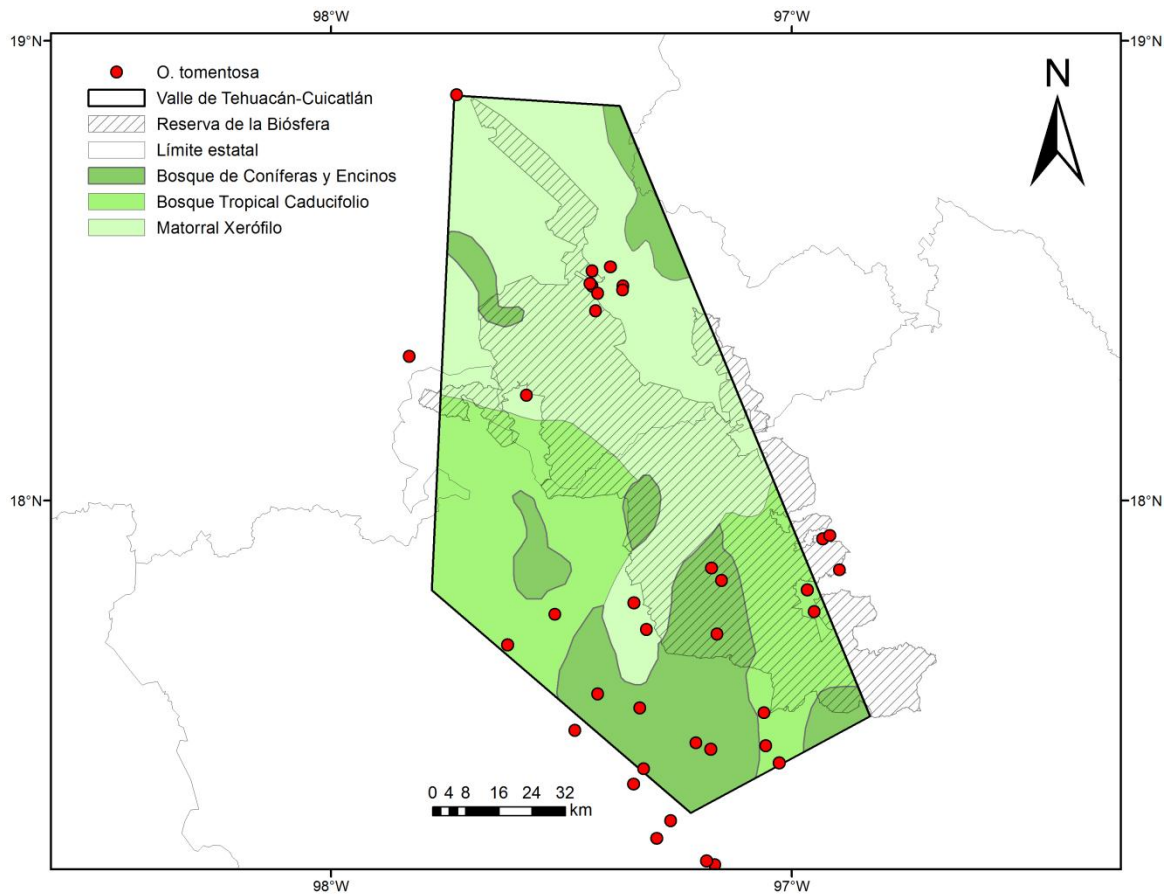 98°W 97°W
19°N 19°N
N
O. tomentosa
Valle de Tehuacán-Cuicatlán
Reserva de la Biósfera
Límite estatal
Bosque de Coníferas y Encinos
Bosque Tropical Caducifolio
Matorral Xerófilo
18°N 18°N
0 4 8 16 24 32
km
98°W 97°W